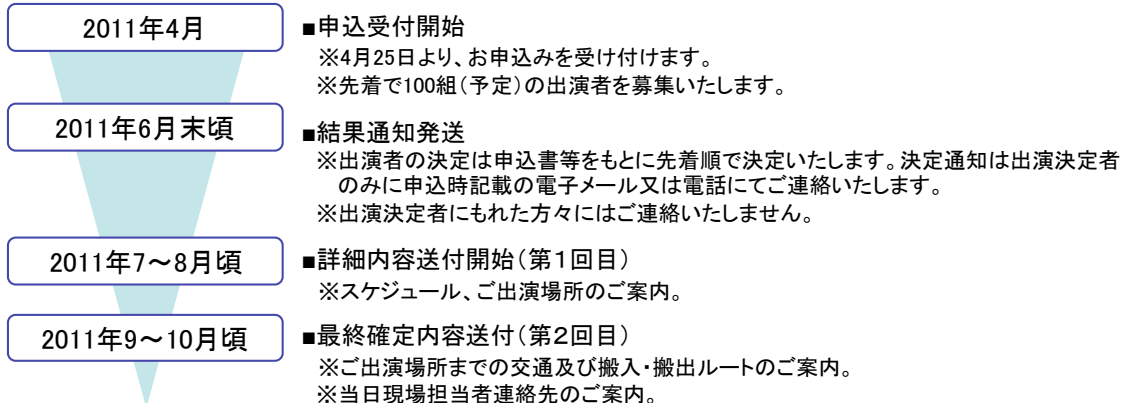 2011年4月
■申込受付開始
※4月25日より、お申込みを受け付けます。
※先着で100組(予定)の出演者を募集いたします。
2011年6月末頃
■結果通知発送
※出演者の決定は申込書等をもとに先着順で決定いたします。決定通知は出演決定者
のみに申込時記載の電子メール又は電話にてご連絡いたします。
※出演決定者にもれた方々にはご連絡いたしません。
2011年7～8月頃
■詳細内容送付開始(第1回目)
※スケジュール、ご出演場所のご案内。
2011年9～10月頃
■最終確定内容送付(第2回目)
※ご出演場所までの交通及び搬入・搬出ルートのご案内。
※当日現場担当者連絡先のご案内。